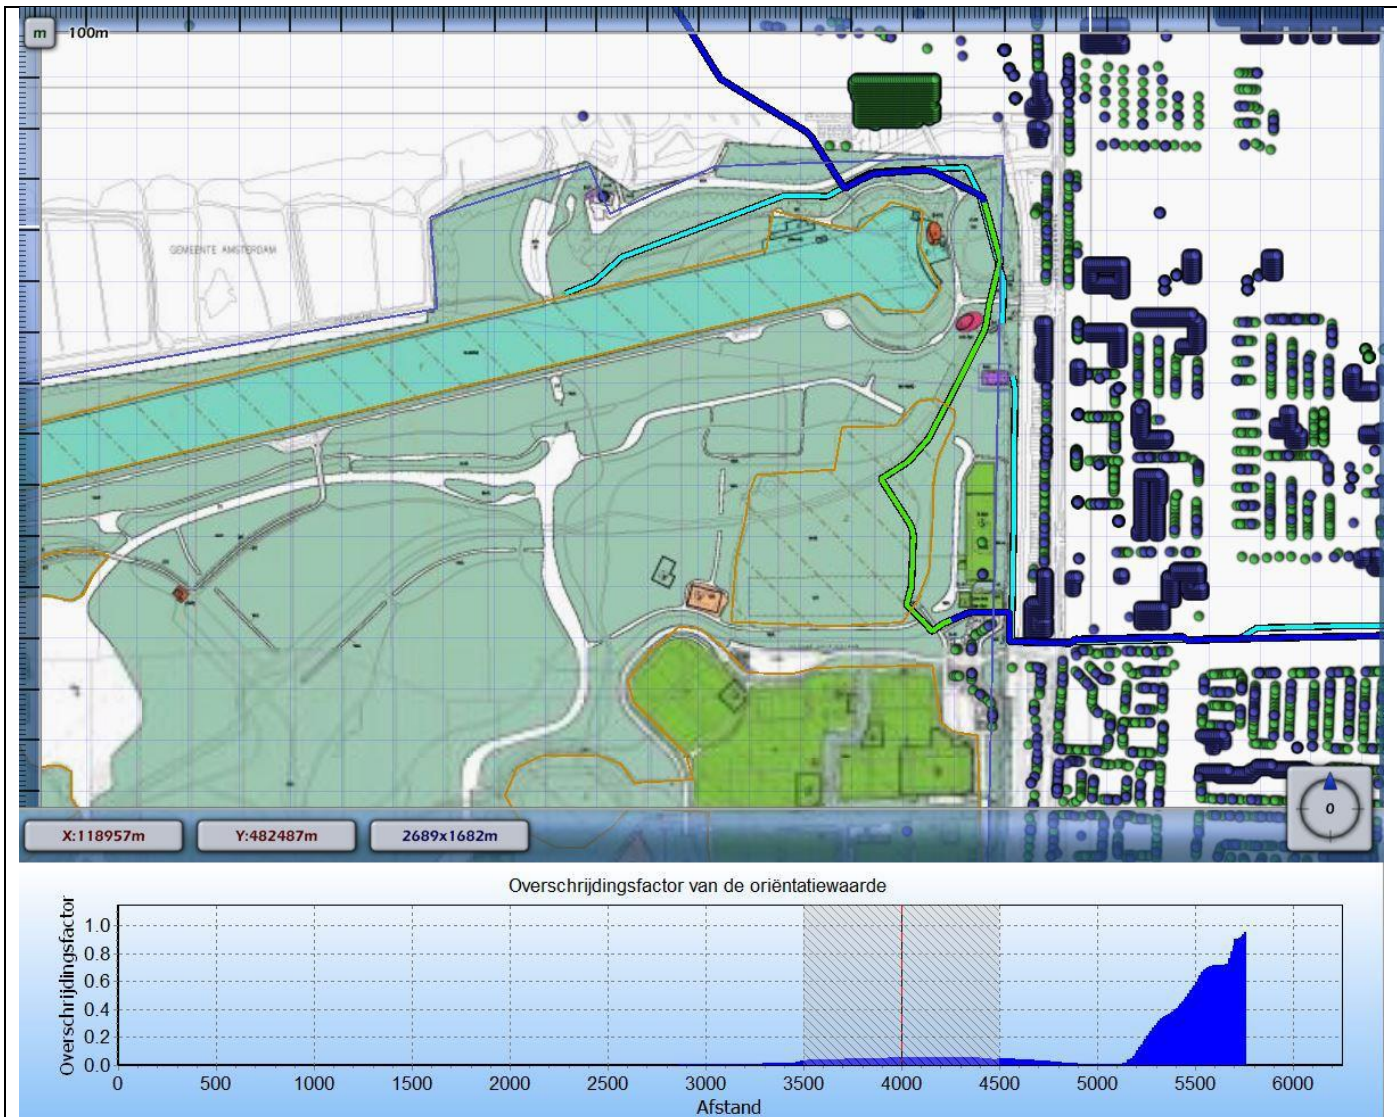 m
100m
GEMEENTE AMSTERDAM
0
X:118957m
Y:482487m
2689x1682m
Overschrijdingsfactor van de oriëntatiewaarde
Overschrijdingsfactor
1.0
0.8
0.6
0.4
0.2
0.0
0 500 1000 1500 2000 2500 3000 3500 4000 4500 5000 5500 6000
Afstand